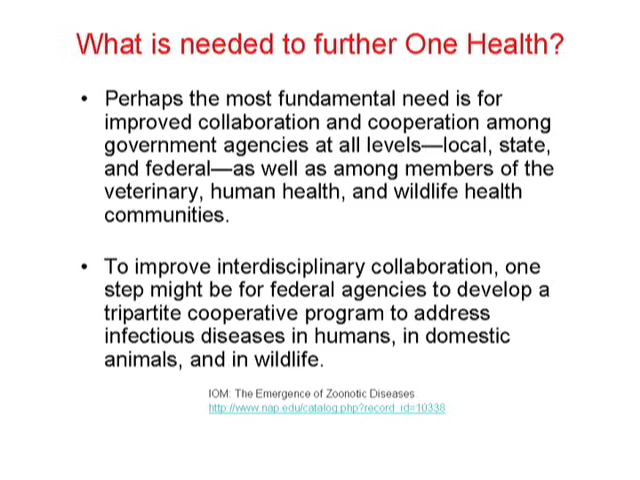 What is needed to further One Health?
• Perhaps the most fundamental need is for
improved collaboration and cooperation among
government agencies at all levels—local, state,
and federal—as well as among members of the
veterinary, human health, and wildlife health
communities.
• To improve interdisciplinary collaboration, one
step might be for federal agencies to develop a
tripartite cooperative program to address
infectious diseases in humans, in domestic
animals, and in wildlife.
IOM: The Emergence of Zoonotic Diseases
http://www.nap.edu/catalog.php?record_id=10338